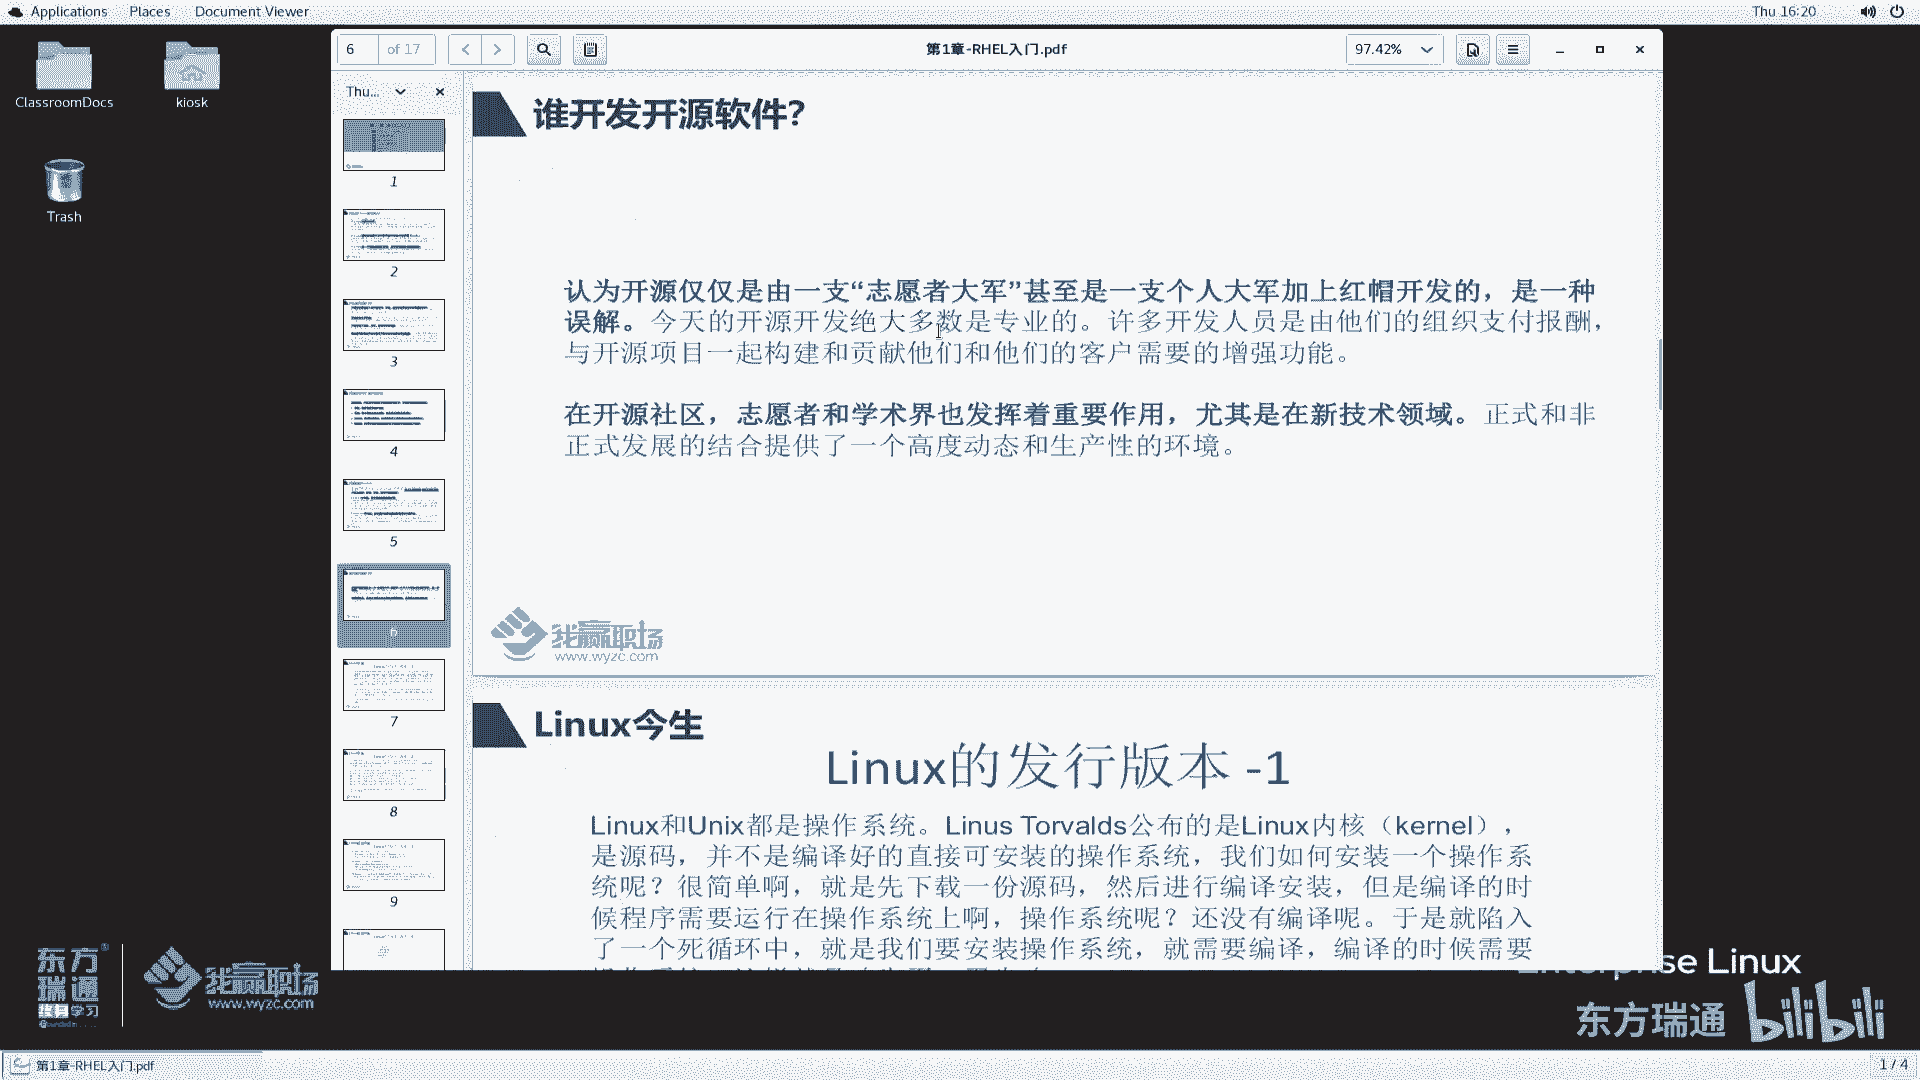 Applications Places Document Viewer Thu 16:20
ClassroomDocs
kiosk
Trash
6 of 17
第1章-RHEL入门.pdf
97.42%
Thu...
1
2
3
4
5
6
7
8
9
谁开发开源软件?
认为开源仅仅是由一支“志愿者大军”甚至是一支个人大军加上红帽开发的，是一种
误解。今天的开源开发绝大多数是专业的。许多开发人员是由他们的组织支付报酬，
与开源项目一起构建和贡献他们和他们的客户需要的增强功能。
在开源社区，志愿者和学术界也发挥着重要作用，尤其是在新技术领域。正式和非
正式发展的结合提供了一个高度动态和生产性的环境。
我赢职场
www.wyzc.com
Linux今生
Linux的发行版本 -1
Linux和Unix都是操作系统。Linus Torvalds公布的是Linux内核（kernel），
是源码，并不是编译好的直接可安装的操作系统，我们如何安装一个操作系
统呢？很简单啊，就是先下载一份源码，然后进行编译安装，但是编译的时
候程序需要运行在操作系统上啊，操作系统呢？还没有编译呢。于是就陷入
了一个死循环中，就是我们要安装操作系统，就需要编译，编译的时候需要
Enterprise Linux
东方瑞通
我赢职场
www.wyzc.com
东方瑞通 bilibili
第1章-RHEL入门.pdf
1 / 4